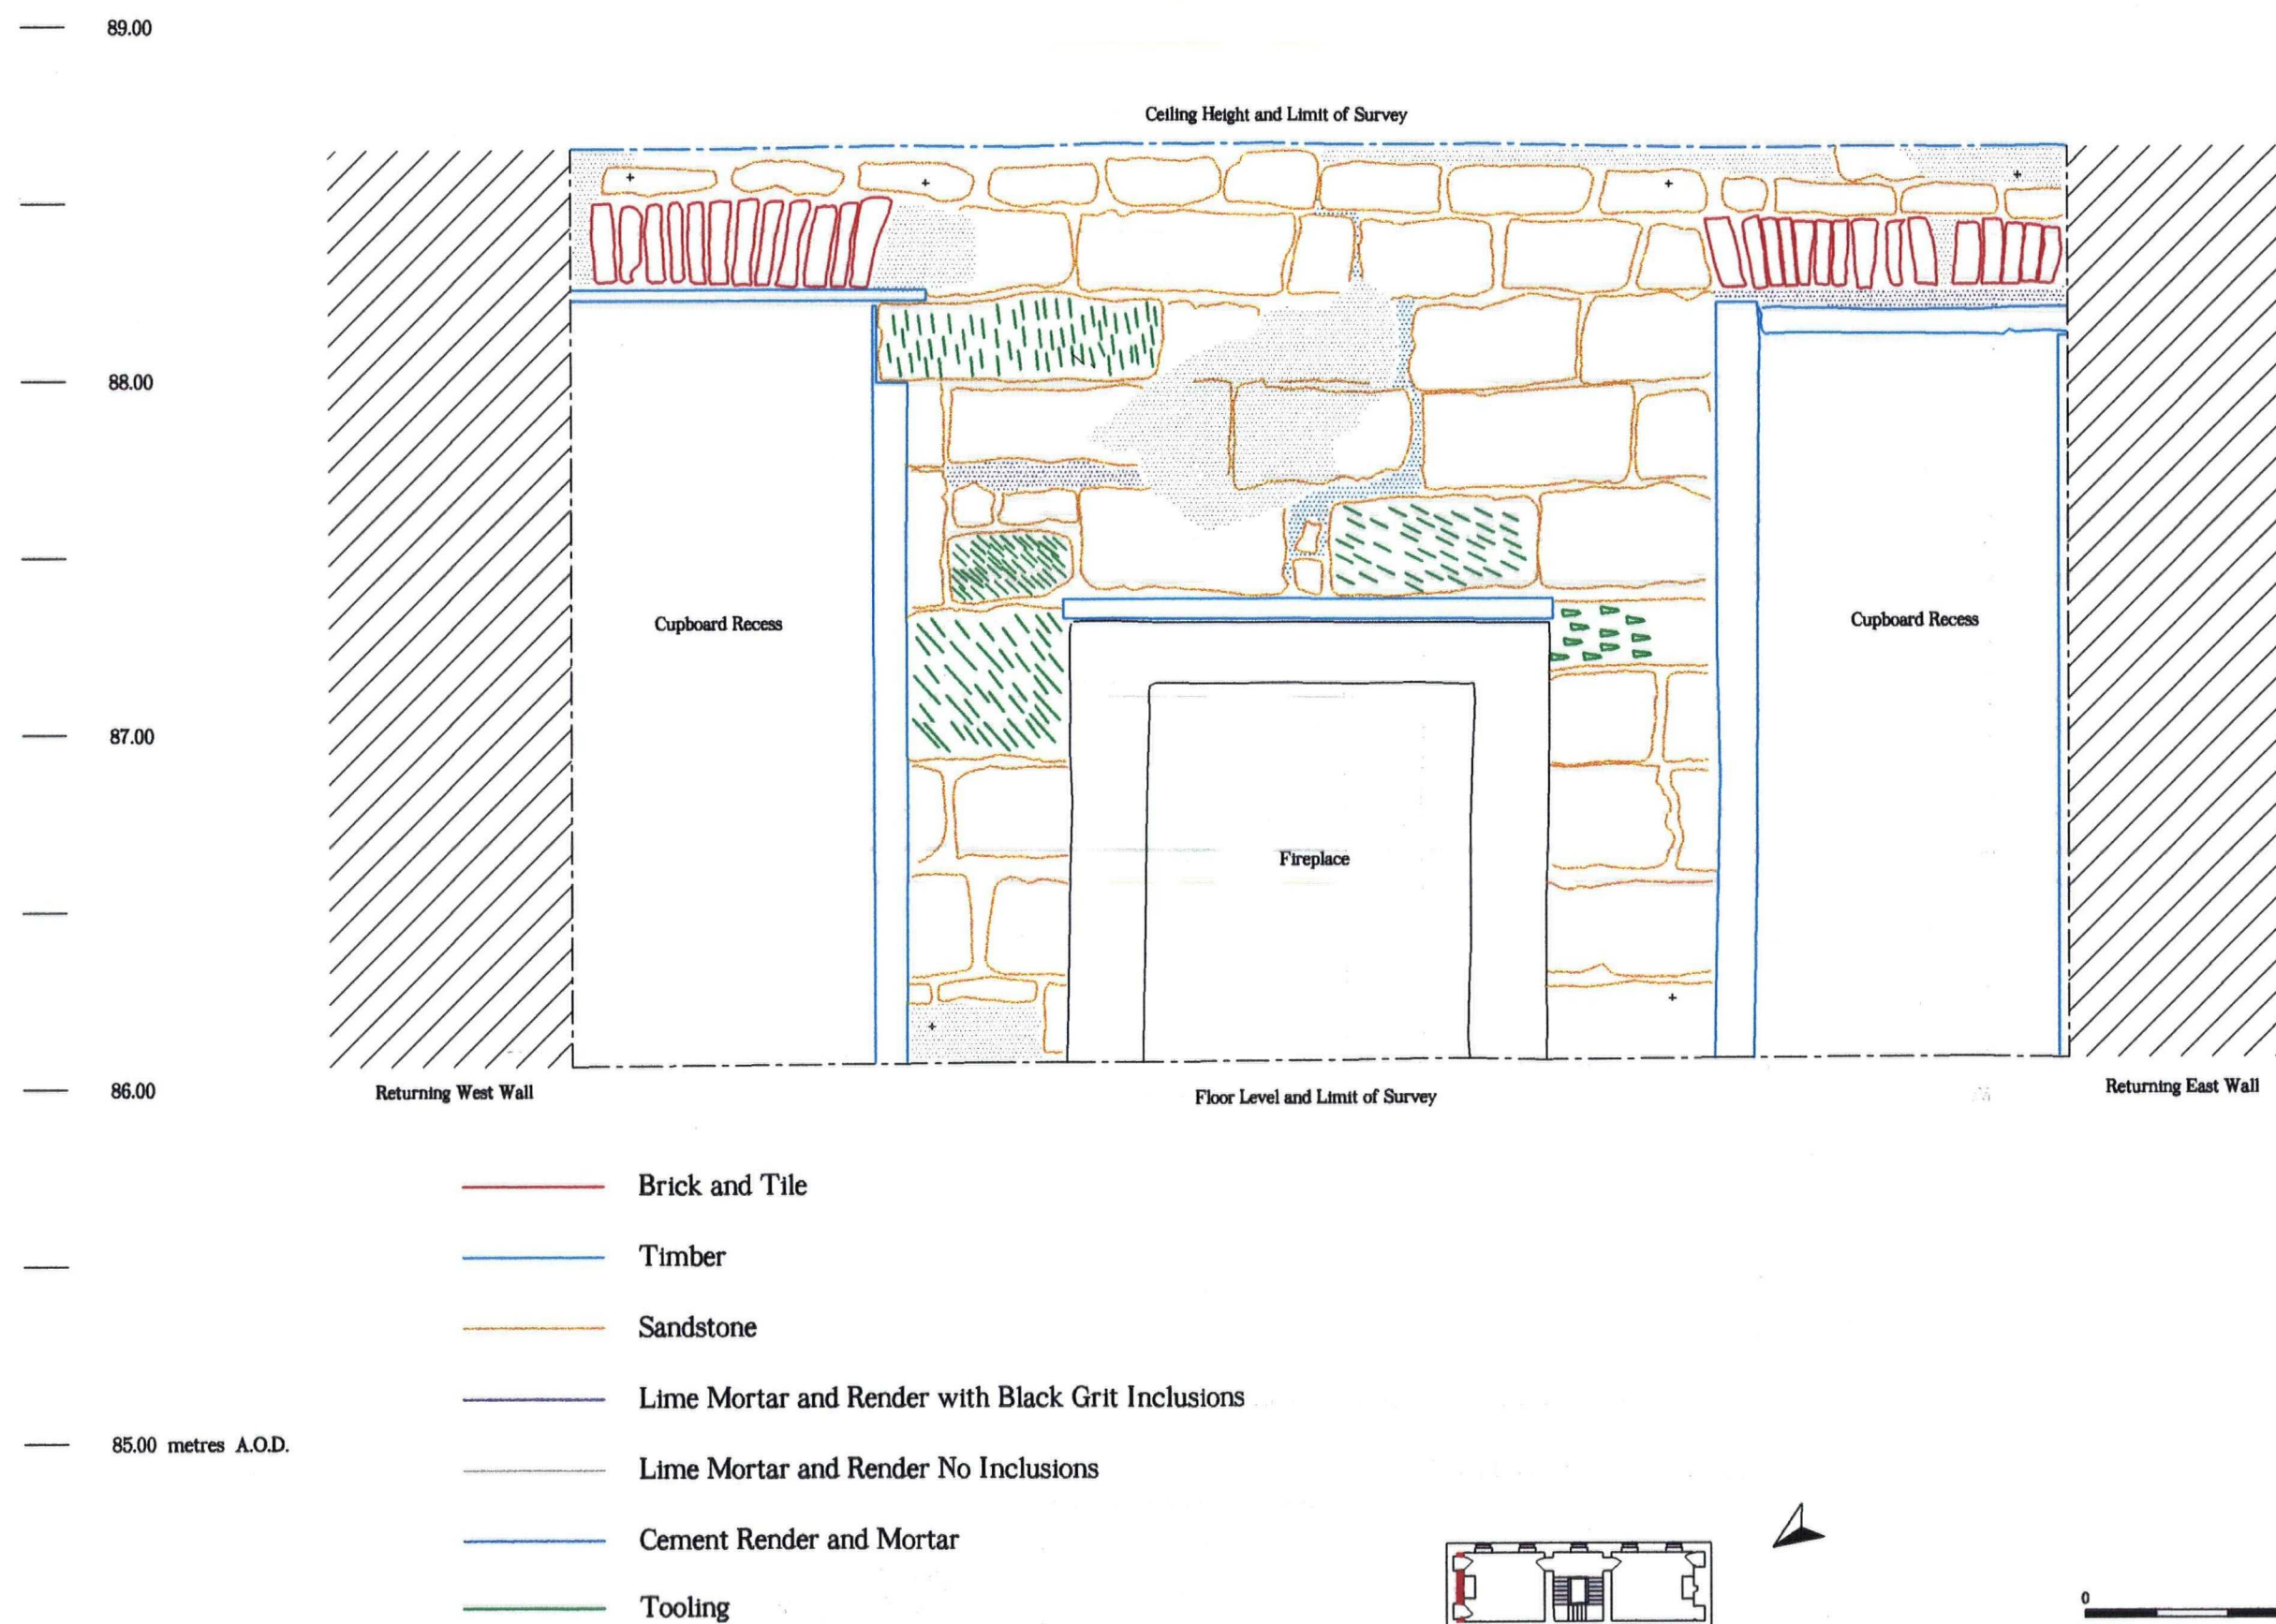 89.00
Ceiling Height and Limit of Survey
88.00
Cupboard Recess
Cupboard Recess
87.00
Fireplace
86.00
Returning West Wall
Floor Level and Limit of Survey
Returning East Wall
Brick and Tile
Timber
Sandstone
Lime Mortar and Render with Black Grit Inclusions
85.00 metres A.O.D.
Lime Mortar and Render No Inclusions
Cement Render and Mortar
Tooling
0